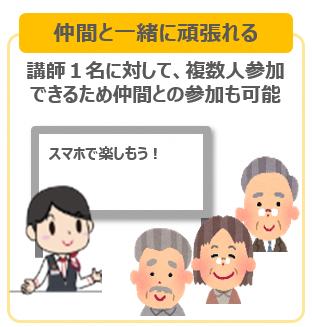 仲間と一緒に頑張れる
講師１名に対して、複数人参加
できるため仲間との参加も可能
スマホで楽しもう！